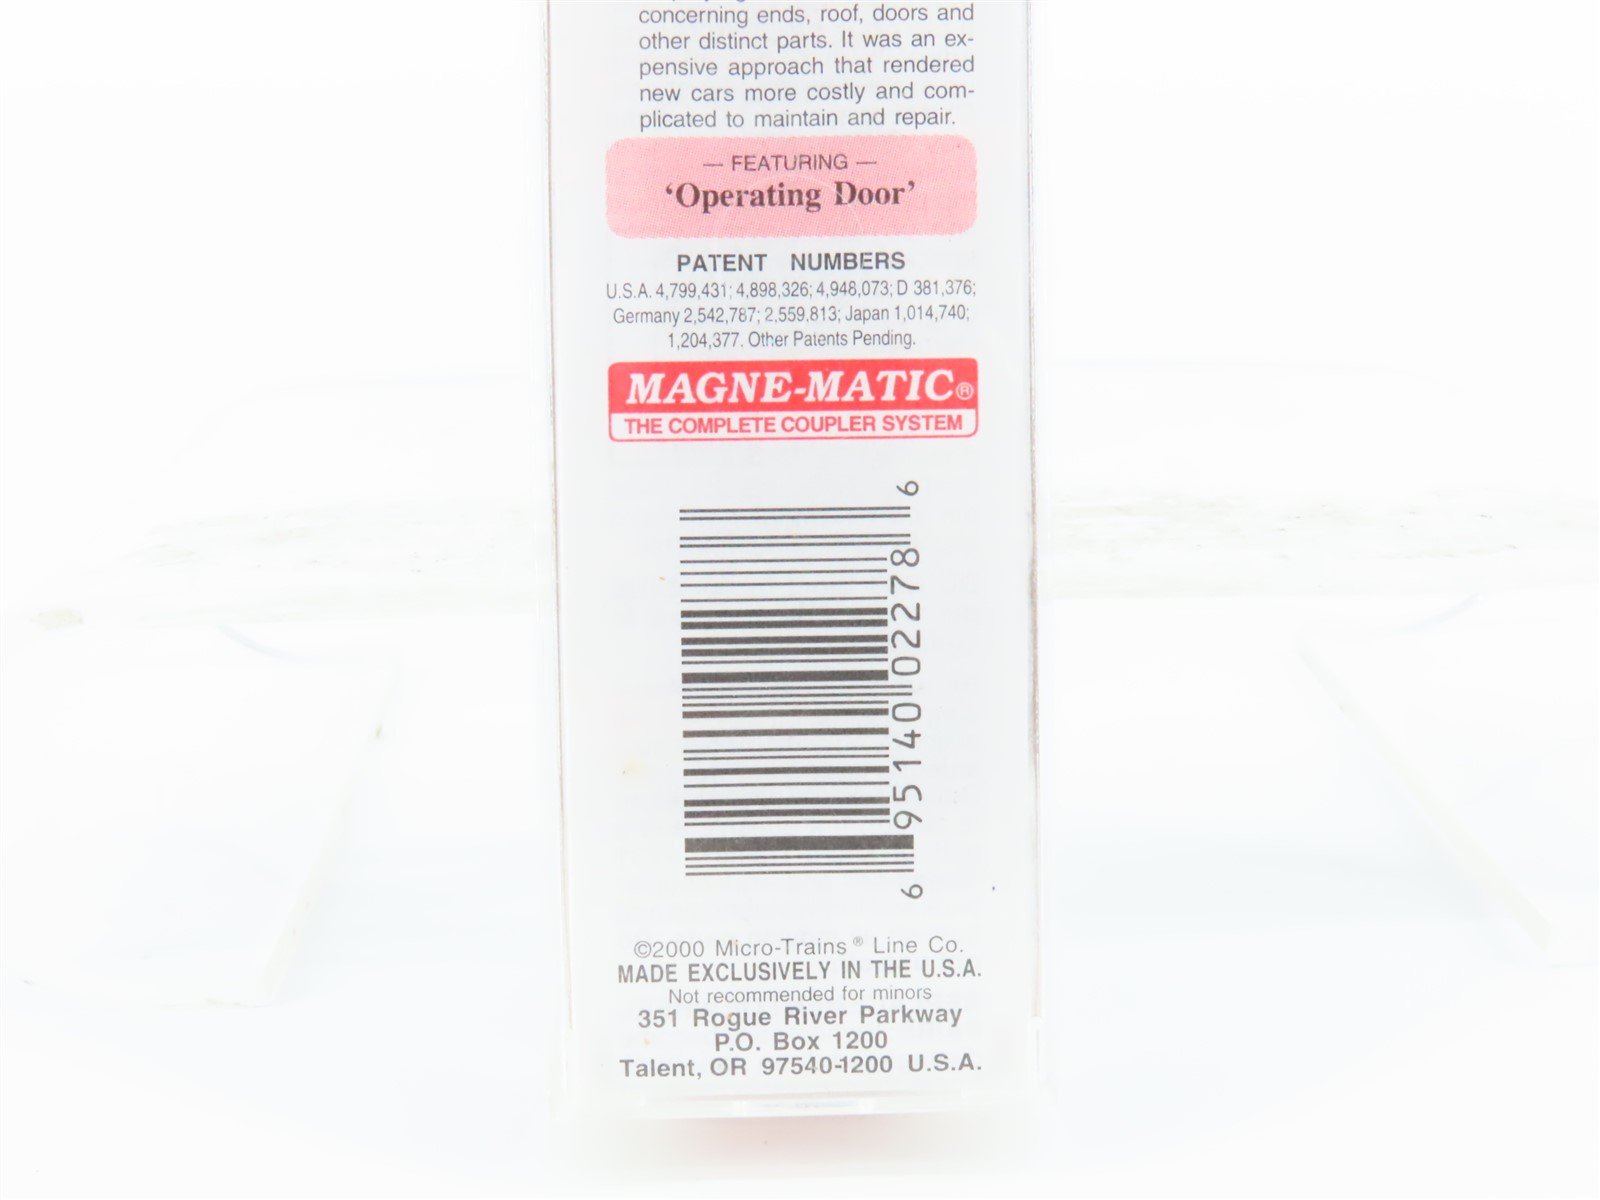 concerning ends, roof, doors and
other distinct parts. It was an ex-
pensive approach that rendered
new cars more costly and com-
plicated to maintain and repair.
— FEATURING —
‘Operating Door’
PATENT NUMBERS
U.S.A. 4,799,431; 4,898,326; 4,948,073; D 381,376;
Germany 2,542,787; 2,559,813; Japan 1,014,740;
1,204,377. Other Patents Pending.
MAGNE-MATIC®
THE COMPLETE COUPLER SYSTEM
6 95140 02278 6
©2000 Micro-Trains® Line Co.
MADE EXCLUSIVELY IN THE U.S.A.
Not recommended for minors
351 Rogue River Parkway
P.O. Box 1200
Talent, OR 97540-1200 U.S.A.